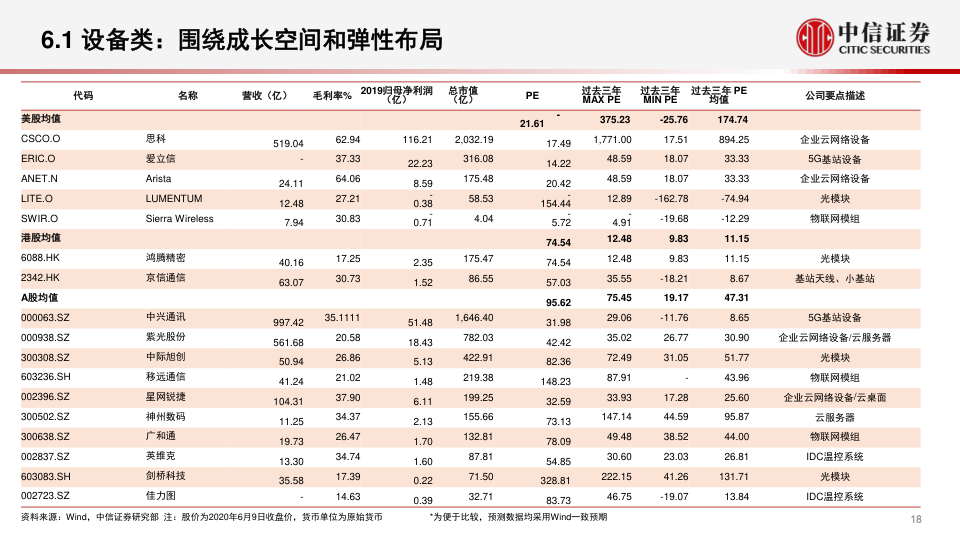 6.1 设备类：围绕成长空间和弹性布局
中信证券
CITIC SECURITIES
代码 名称 营收（亿） 毛利率% 2019归母净利润（亿） 总市值（亿） PE 过去三年 MAX PE 过去三年 MIN PE 过去三年 PE 均值 公司要点描述
美股均值 -21.61 375.23 -25.76 174.74
CSCO.O 思科 519.04 62.94 116.21 2,032.19 17.49 1,771.00 17.51 894.25 企业云网络设备
ERIC.O 爱立信 - 37.33 22.23 316.08 14.22 48.59 18.07 33.33 5G基站设备
ANET.N Arista 24.11 64.06 8.59 175.48 20.42 48.59 18.07 33.33 企业云网络设备
LITE.O LUMENTUM 12.48 27.21 -0.38 58.53 -154.44 12.89 -162.78 -74.94 光模块
SWIR.O Sierra Wireless 7.94 30.83 -0.71 4.04 -5.72 -4.91 -19.68 -12.29 物联网模组
港股均值 74.54 12.48 9.83 11.15
6088.HK 鸿腾精密 40.16 17.25 2.35 175.47 74.54 12.48 9.83 11.15 光模块
2342.HK 京信通信 63.07 30.73 1.52 86.55 57.03 35.55 -18.21 8.67 基站天线、小基站
A股均值 95.62 75.45 19.17 47.31
000063.SZ 中兴通讯 997.42 35.1111 51.48 1,646.40 31.98 29.06 -11.76 8.65 5G基站设备
000938.SZ 紫光股份 561.68 20.58 18.43 782.03 42.42 35.02 26.77 30.90 企业云网络设备/云服务器
300308.SZ 中际旭创 50.94 26.86 5.13 422.91 82.36 72.49 31.05 51.77 光模块
603236.SH 移远通信 41.24 21.02 1.48 219.38 148.23 87.91 - 43.96 物联网模组
002396.SZ 星网锐捷 104.31 37.90 6.11 199.25 32.59 33.93 17.28 25.60 企业云网络设备/云桌面
300502.SZ 神州数码 11.25 34.37 2.13 155.66 73.13 147.14 44.59 95.87 云服务器
300638.SZ 广和通 19.73 26.47 1.70 132.81 78.09 49.48 38.52 44.00 物联网模组
002837.SZ 英维克 13.30 34.74 1.60 87.81 54.85 30.60 23.03 26.81 IDC温控系统
603083.SH 剑桥科技 35.58 17.39 0.22 71.50 328.81 222.15 41.26 131.71 光模块
002723.SZ 佳力图 - 14.63 0.39 32.71 83.73 46.75 -19.07 13.84 IDC温控系统
资料来源：Wind，中信证券研究部 注：股价为2020年6月9日收盘价，货币单位为原始货币 *为便于比较，预测数据均采用Wind一致预期
18